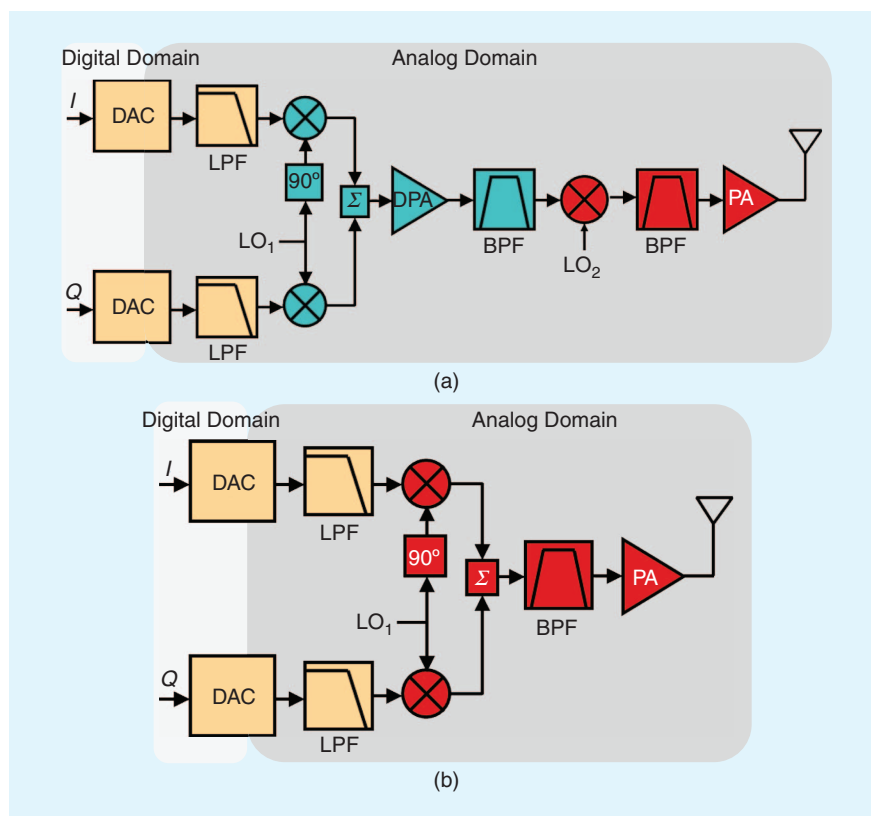 Digital Domain
Analog Domain
I
DAC
LPF
90°
Σ
DPA
BPF
LO₂
BPF
PA
LO₁
Q
DAC
LPF
(a)
Digital Domain
Analog Domain
I
DAC
LPF
90°
Σ
BPF
PA
LO₁
Q
DAC
LPF
(b)